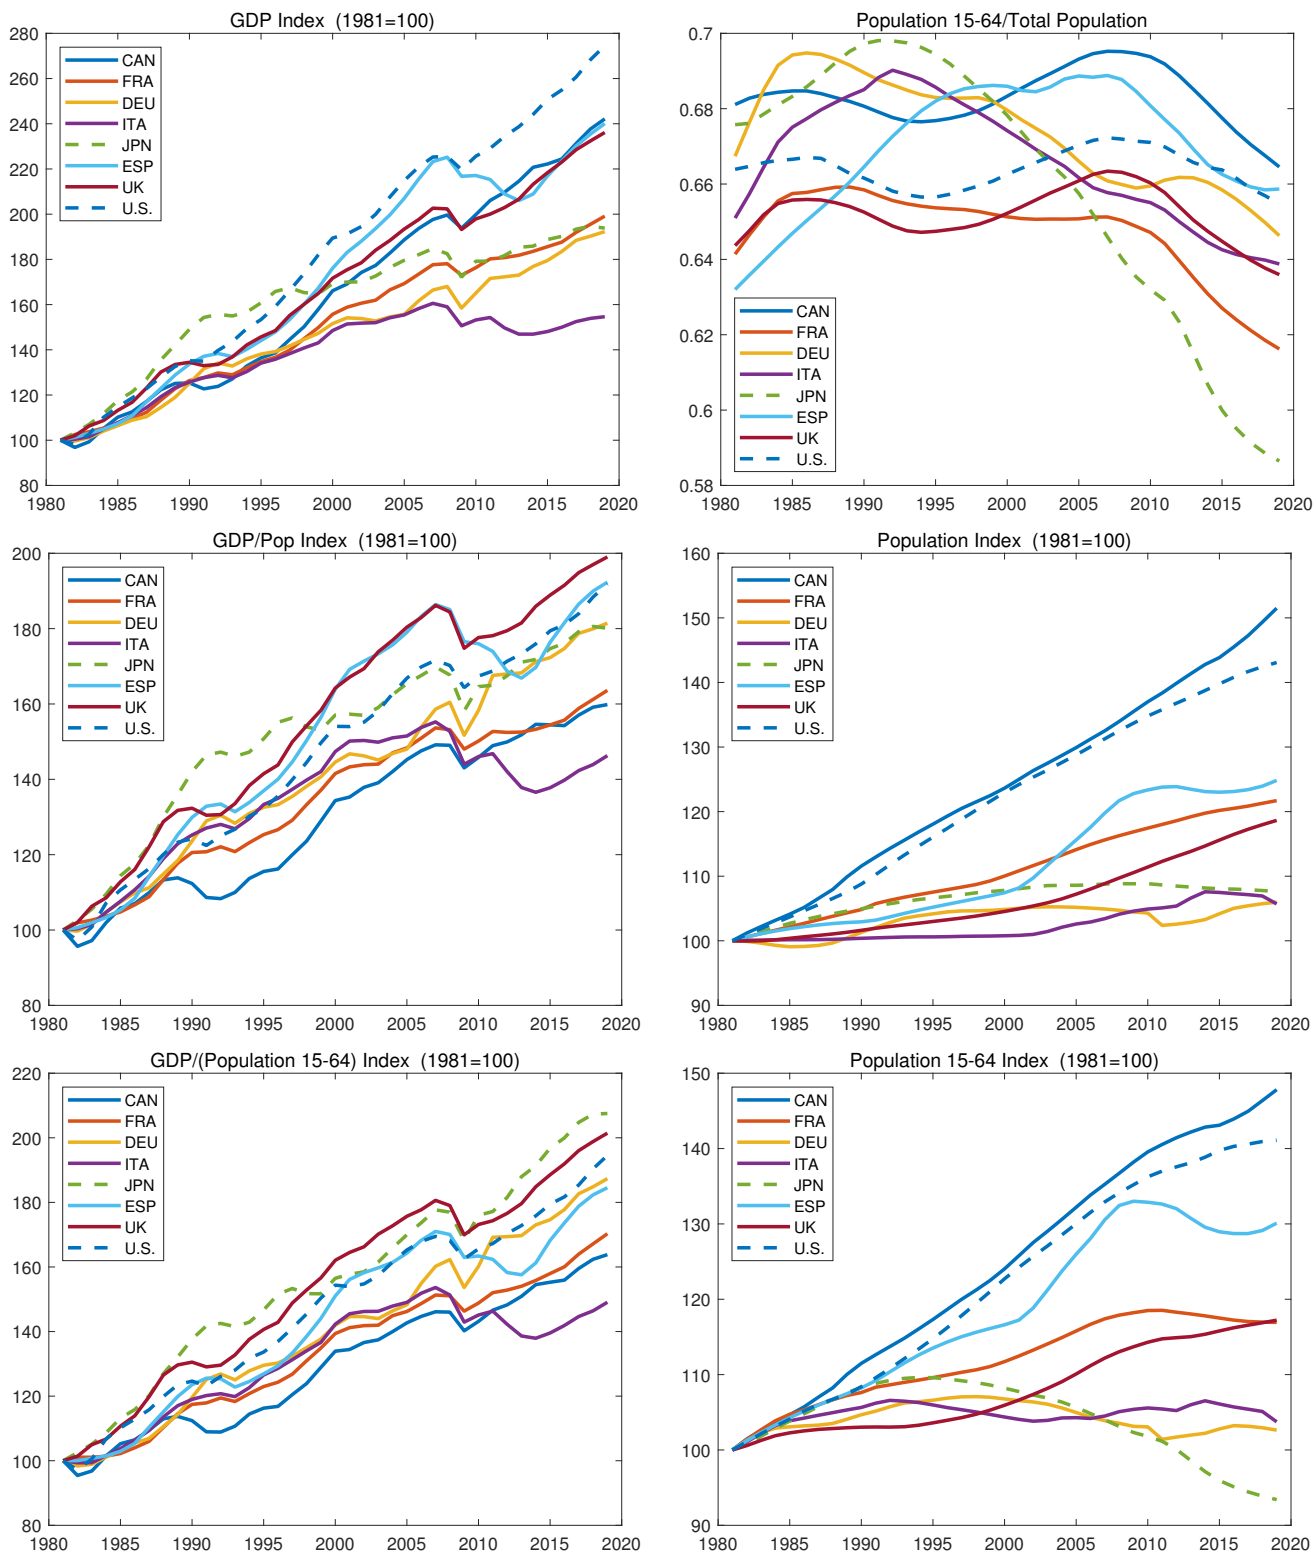 GDP Index (1981=100)
280
260
240
220
200
180
160
140
120
100
80
CAN
FRA
DEU
ITA
JPN
ESP
UK
U.S.
1980 1985 1990 1995 2000 2005 2010 2015 2020
Population 15-64/Total Population
0.7
0.68
0.66
0.64
0.62
0.6
0.58
CAN
FRA
DEU
ITA
JPN
ESP
UK
U.S.
1980 1985 1990 1995 2000 2005 2010 2015 2020
GDP/Pop Index (1981=100)
200
180
160
140
120
100
80
CAN
FRA
DEU
ITA
JPN
ESP
UK
U.S.
1980 1985 1990 1995 2000 2005 2010 2015 2020
Population Index (1981=100)
160
150
140
130
120
110
100
90
CAN
FRA
DEU
ITA
JPN
ESP
UK
U.S.
1980 1985 1990 1995 2000 2005 2010 2015 2020
GDP/(Population 15-64) Index (1981=100)
220
200
180
160
140
120
100
80
CAN
FRA
DEU
ITA
JPN
ESP
UK
U.S.
1980 1985 1990 1995 2000 2005 2010 2015 2020
Population 15-64 Index (1981=100)
150
140
130
120
110
100
90
CAN
FRA
DEU
ITA
JPN
ESP
UK
U.S.
1980 1985 1990 1995 2000 2005 2010 2015 2020